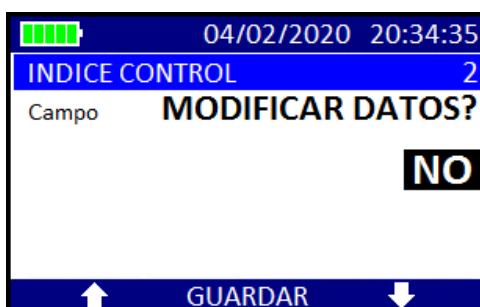 04/02/2020 20:34:35
INDICE CONTROL 2
Campo MODIFICAR DATOS?
NO
GUARDAR